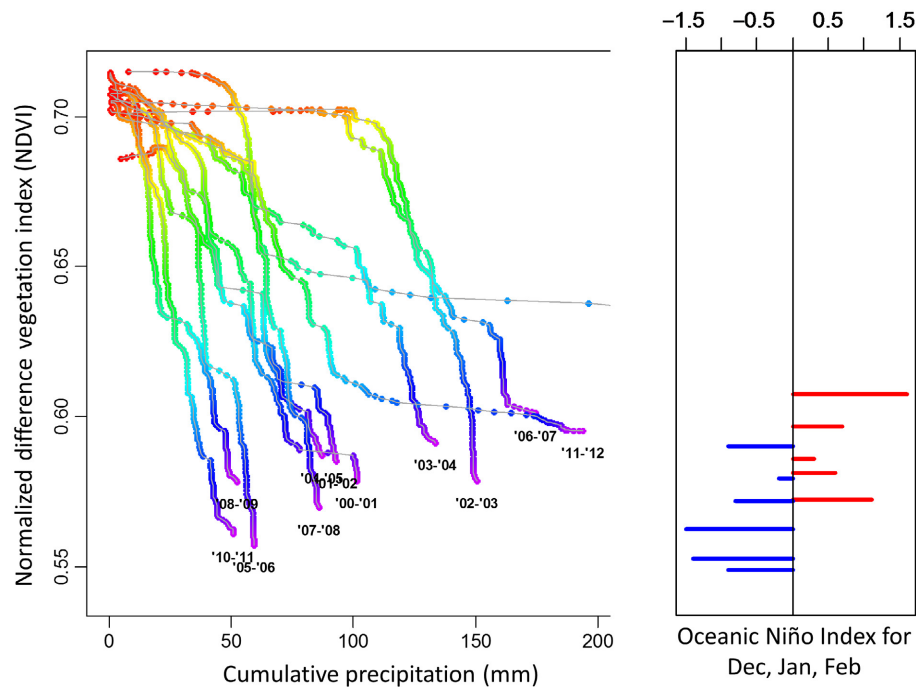 −1.5 −0.5 0.5 1.5
Normalized difference vegetation index (NDVI)
0.70
0.65
0.60
0.55
'06-'07
'11-'12
'03-'04
'01-'02
'00-'01
'02-'03
'08-'09
'07-'08
'10-'11
'05-'06
0 50 100 150 200
Cumulative precipitation (mm)
Oceanic Niño Index for
Dec, Jan, Feb